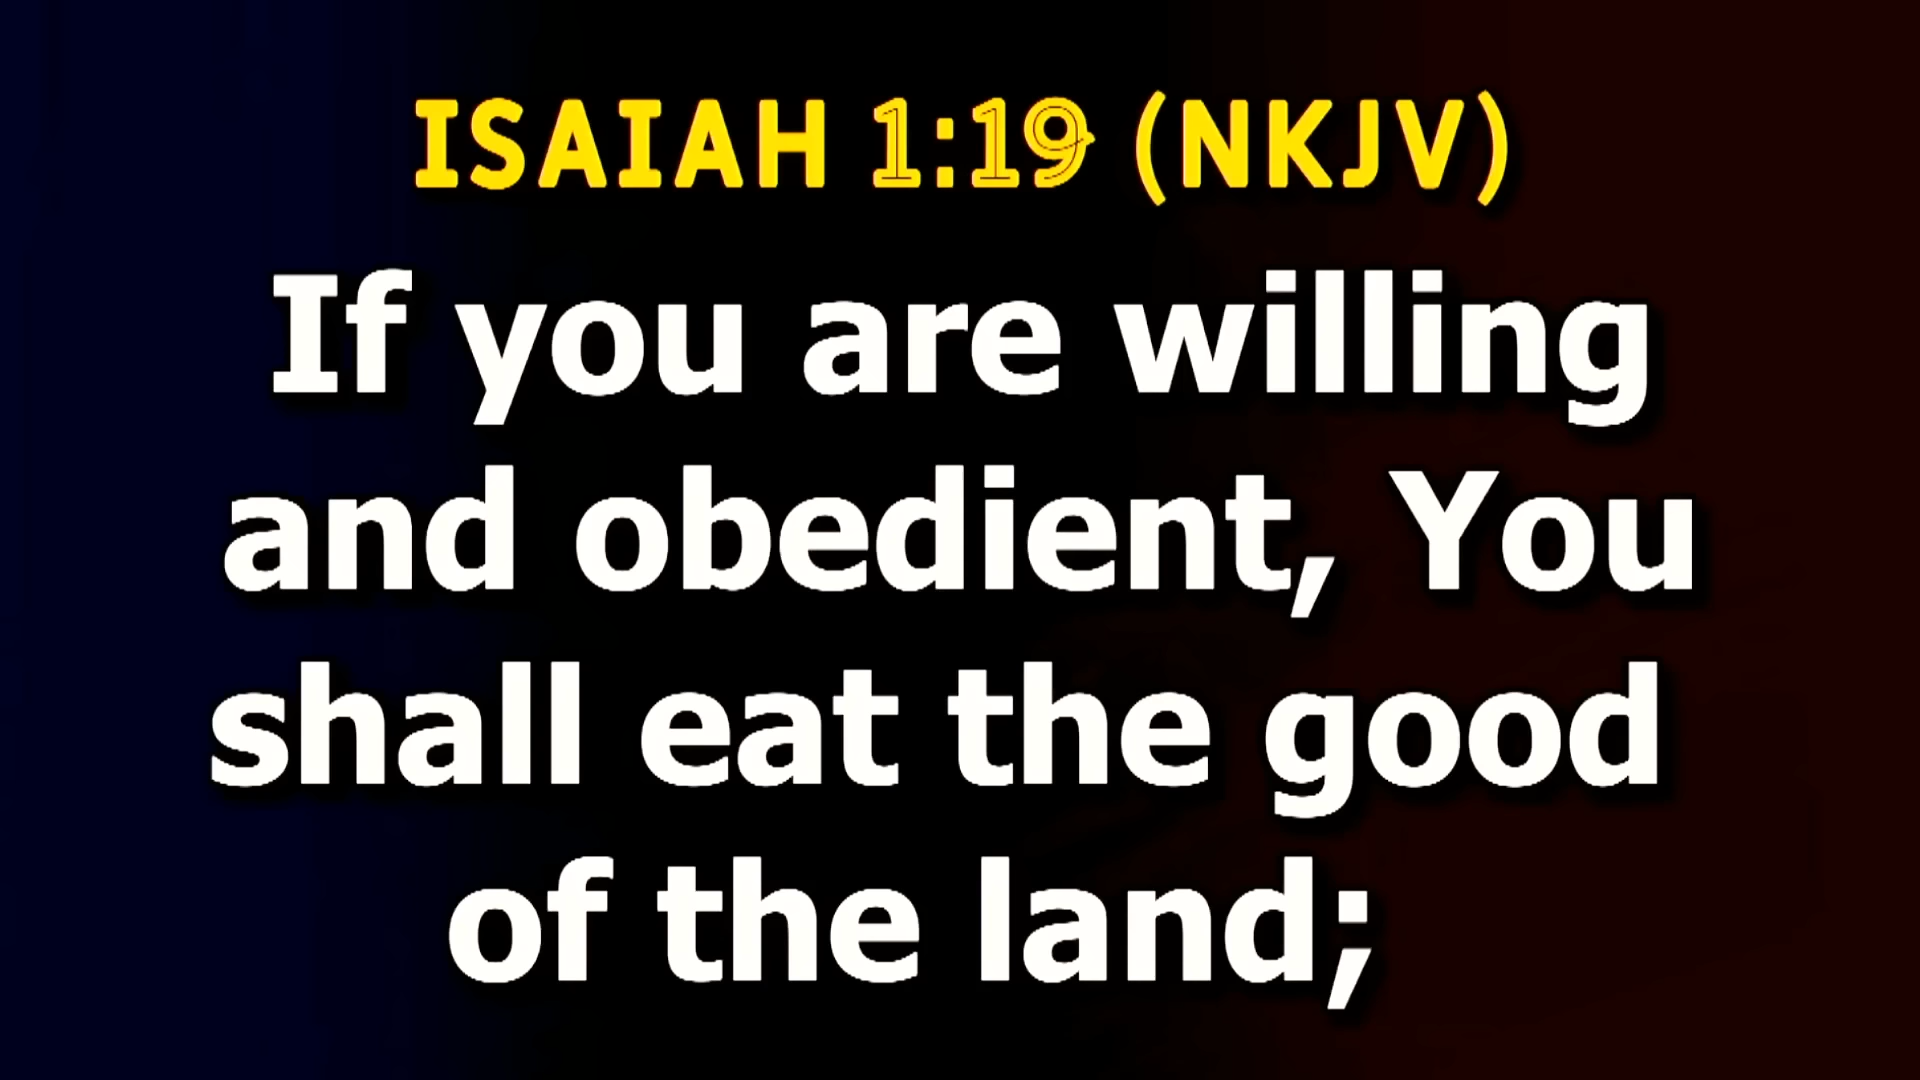 ISAIAH 1:19 (NKJV)
If you are willing
and obedient, You
shall eat the good
of the land;